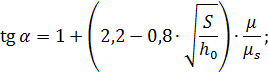 tg α = 1 + (2,2 − 0,8 · √(S/h₀)) · μ/μₛ;